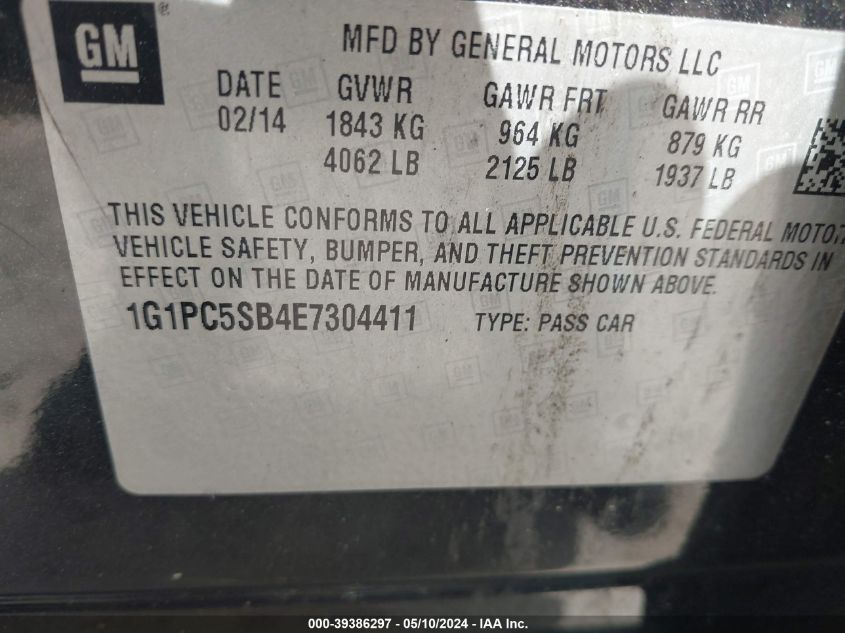 GM®
MFD BY GENERAL MOTORS LLC
DATE GVWR GAWR FRT GAWR RR
02/14 1843 KG 964 KG 879 KG
4062 LB 2125 LB 1937 LB
THIS VEHICLE CONFORMS TO ALL APPLICABLE U.S. FEDERAL MOTOR
VEHICLE SAFETY, BUMPER, AND THEFT PREVENTION STANDARDS IN
EFFECT ON THE DATE OF MANUFACTURE SHOWN ABOVE.
1G1PC5SB4E7304411 TYPE: PASS CAR
000-39386297 - 05/10/2024 - IAA Inc.